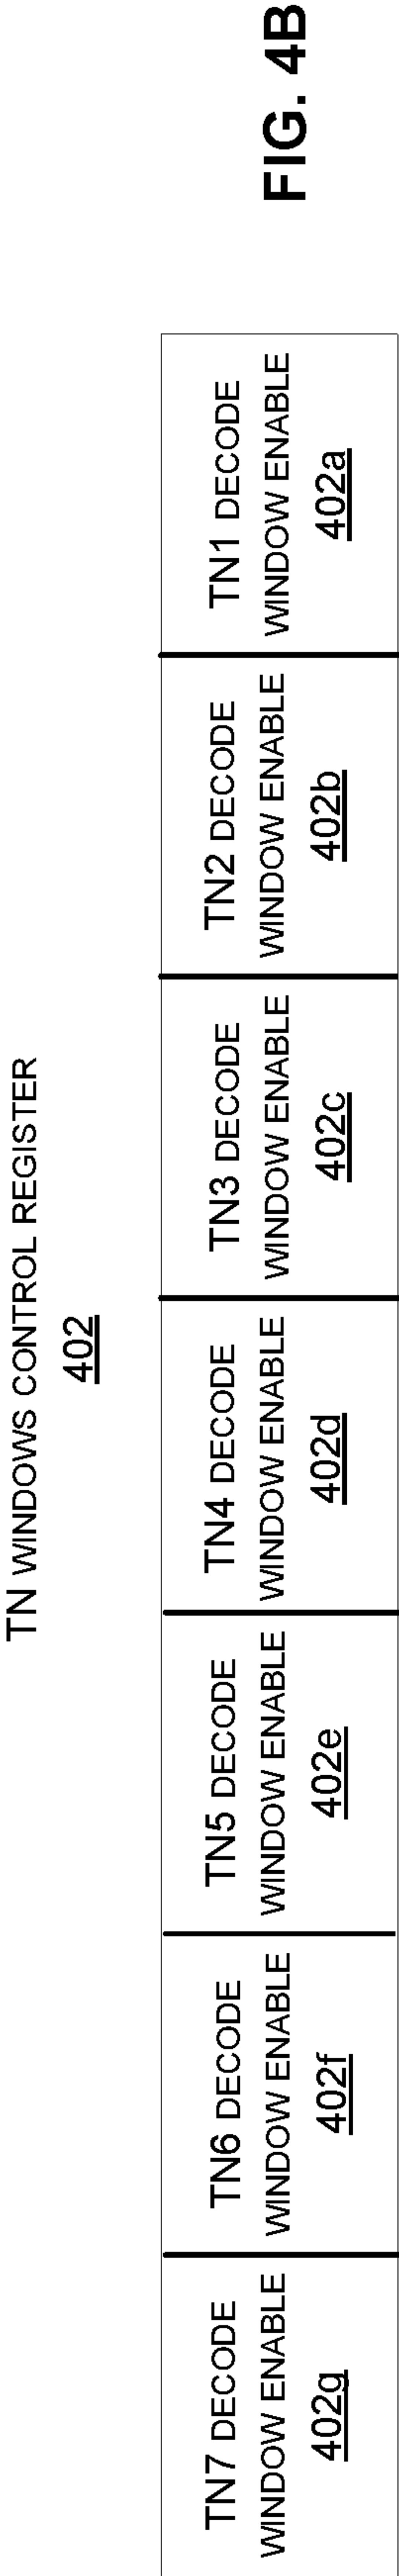 TN WINDOWS CONTROL REGISTER
402
TN7 DECODE
WINDOW ENABLE
402g
TN6 DECODE
WINDOW ENABLE
402f
TN5 DECODE
WINDOW ENABLE
402e
TN4 DECODE
WINDOW ENABLE
402d
TN3 DECODE
WINDOW ENABLE
402c
TN2 DECODE
WINDOW ENABLE
402b
TN1 DECODE
WINDOW ENABLE
402a
FIG. 4B